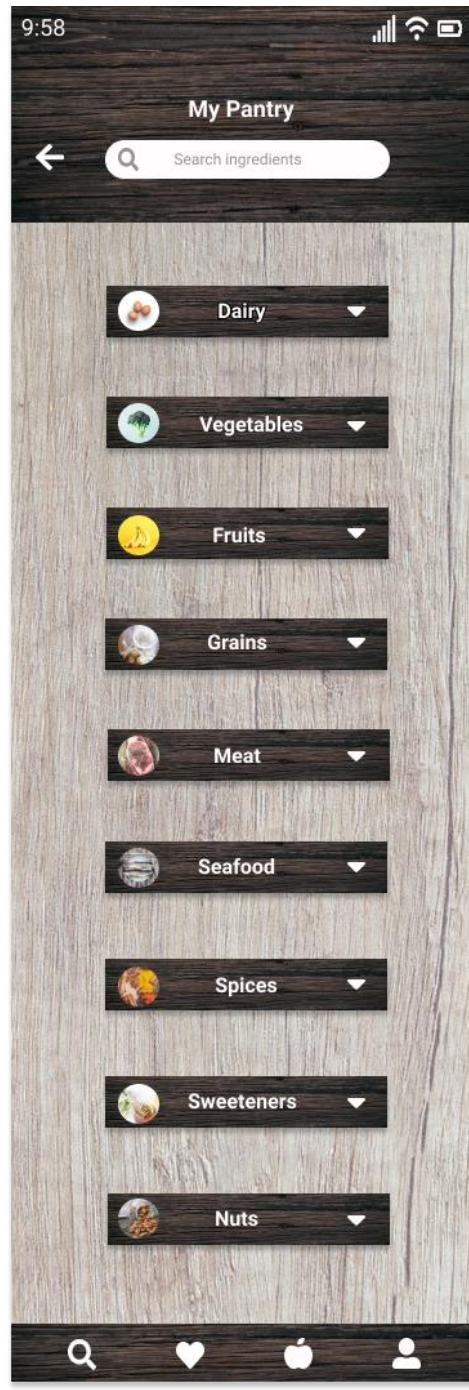 9:58
My Pantry
Search ingredients
Dairy
Vegetables
Fruits
Grains
Meat
Seafood
Spices
Sweeteners
Nuts